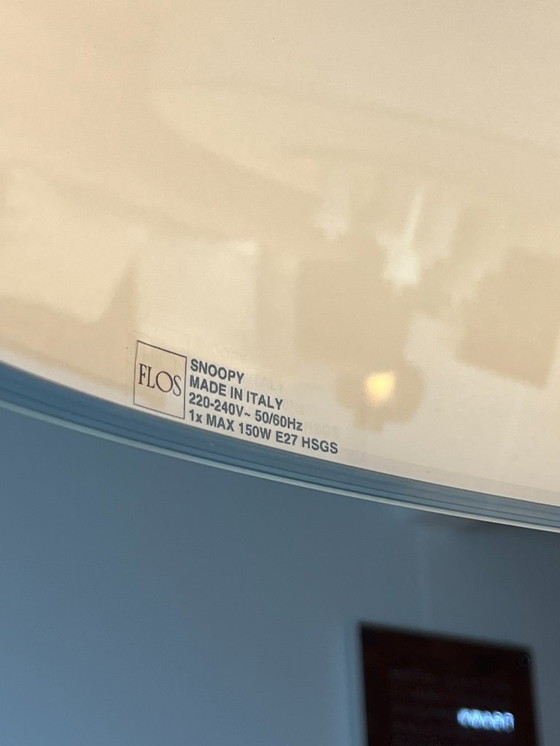 FLOS
SNOOPY
MADE IN ITALY
220-240V~ 50/60Hz
1x MAX 150W E27 HSGS